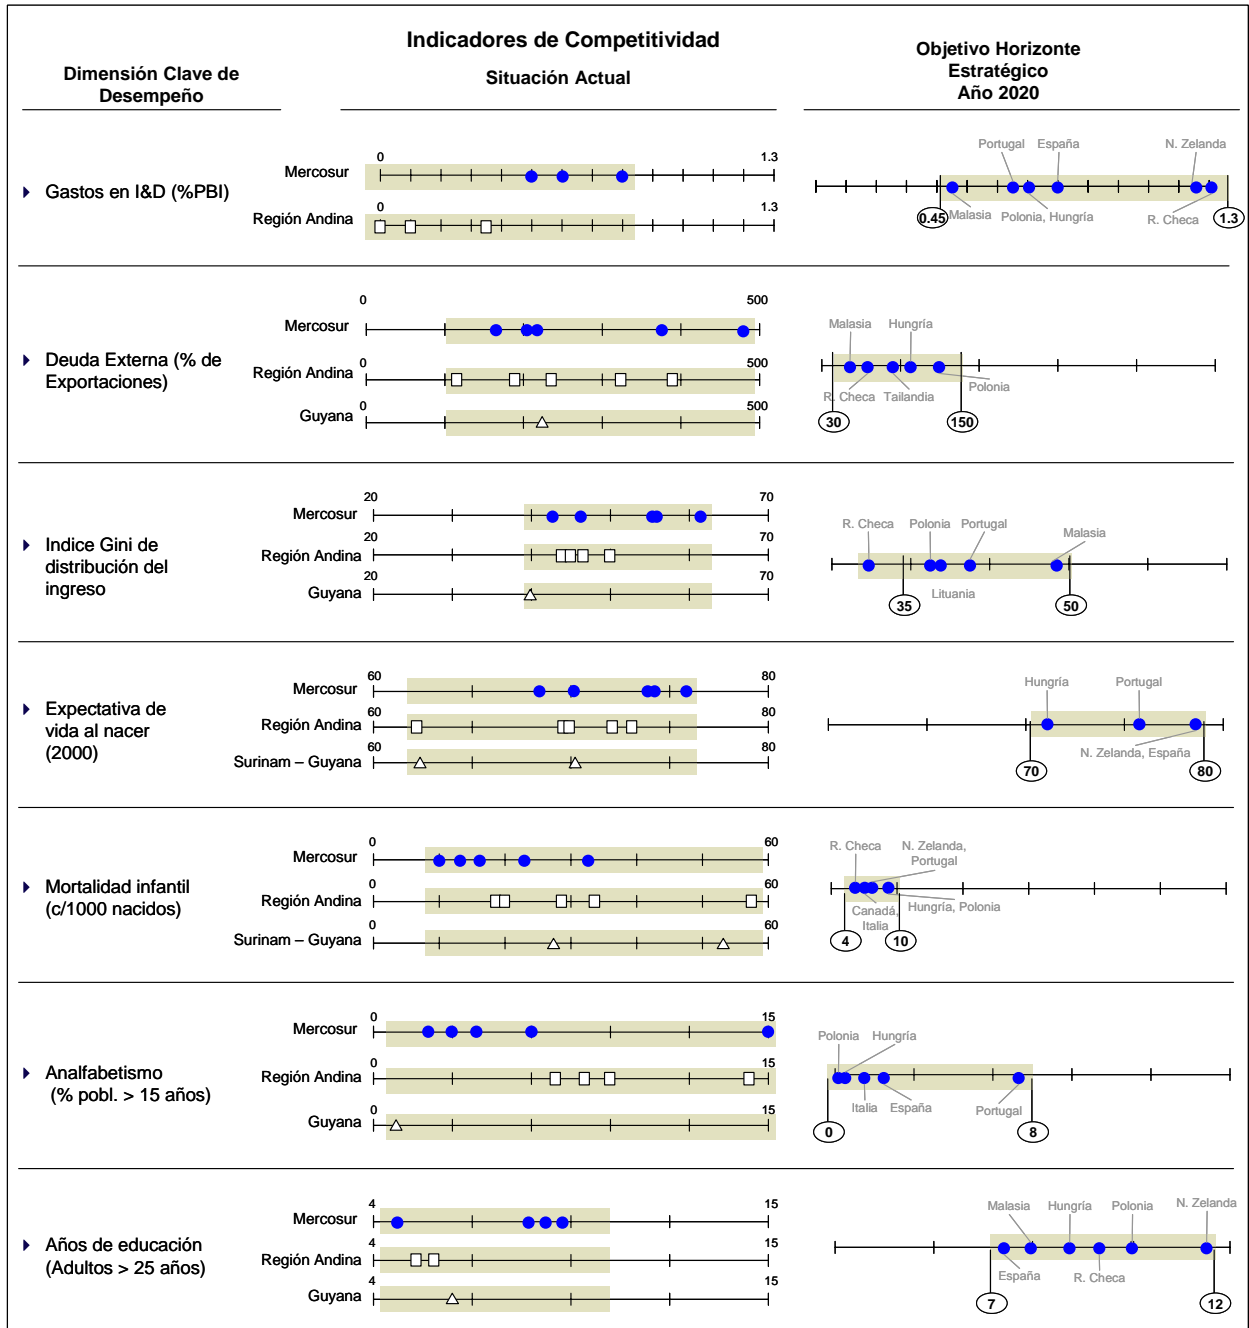 Indicadores de Competitividad
Dimensión Clave de
Desempeño
Situación Actual
Objetivo Horizonte
Estratégico
Año 2020
Gastos en I&D (%PBI)
Mercosur
0
1.3
Región Andina
0
1.3
Portugal
España
N. Zelanda
Malasia
Polonia, Hungría
R. Checa
0.45
1.3
Deuda Externa (% de
Exportaciones)
0
500
Mercosur
Región Andina
0
500
Guyana
0
500
Malasia
Hungría
R. Checa
Tailandia
Polonia
30
150
Indice Gini de
distribución del
ingreso
Mercosur
20
70
Región Andina
20
70
Guyana
20
70
R. Checa
Polonia
Portugal
Malasia
Lituania
35
50
Expectativa de
vida al nacer
(2000)
Mercosur
60
80
Región Andina
60
80
Surinam – Guyana
60
80
Hungría
Portugal
N. Zelanda, España
70
80
Mortalidad infantil
(c/1000 nacidos)
Mercosur
0
60
Región Andina
0
60
Surinam – Guyana
0
60
R. Checa
N. Zelanda,
Portugal
Canadá,
Italia
Hungría, Polonia
4
10
Analfabetismo
(% pobl. > 15 años)
Mercosur
0
15
Región Andina
0
15
Guyana
0
15
Polonia
Hungría
Italia
España
Portugal
0
8
Años de educación
(Adultos > 25 años)
Mercosur
4
15
Región Andina
4
15
Guyana
4
15
Malasia
Hungría
Polonia
N. Zelanda
España
R. Checa
7
12